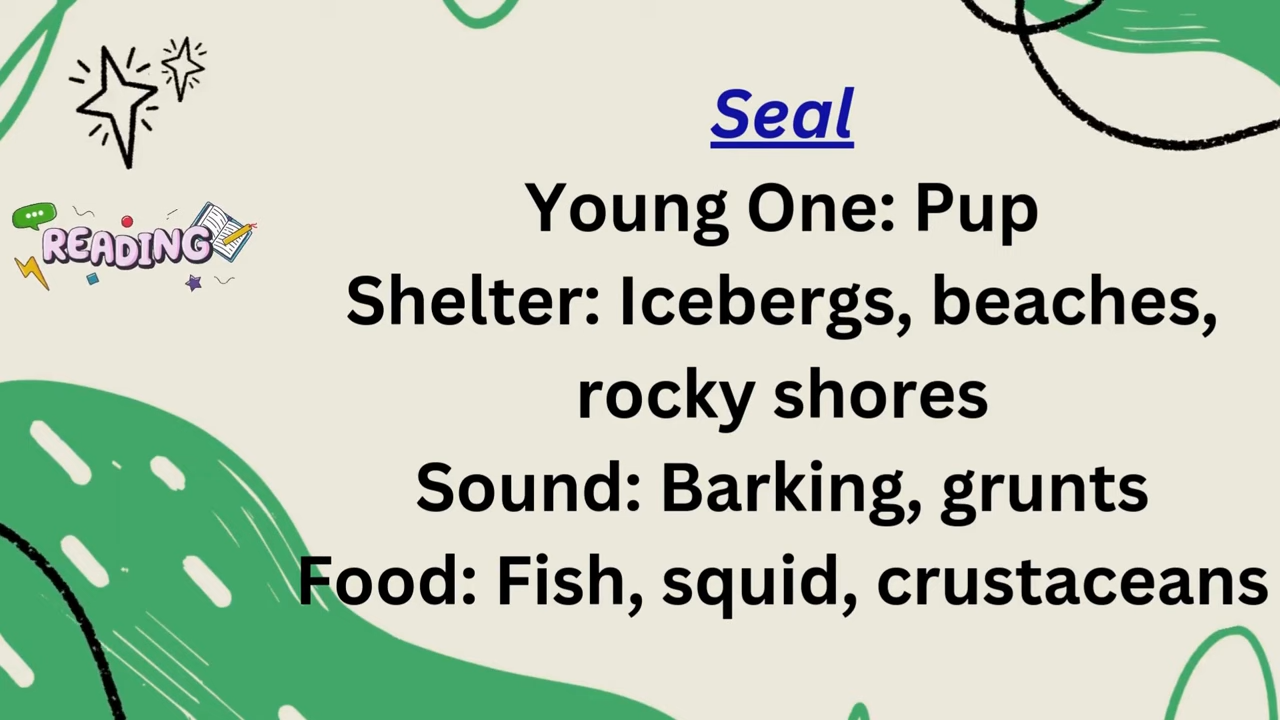 Seal
READING
Young One: Pup
Shelter: Icebergs, beaches,
rocky shores
Sound: Barking, grunts
Food: Fish, squid, crustaceans